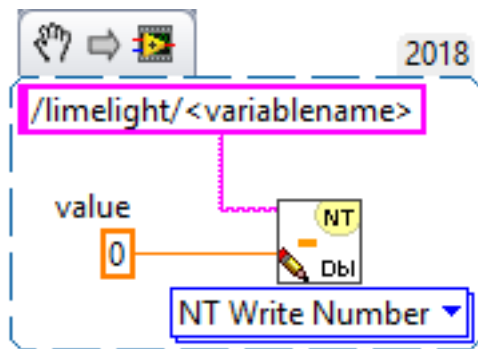 2018
/limelight/<variablename>
value
0
NT
Dbl
NT Write Number